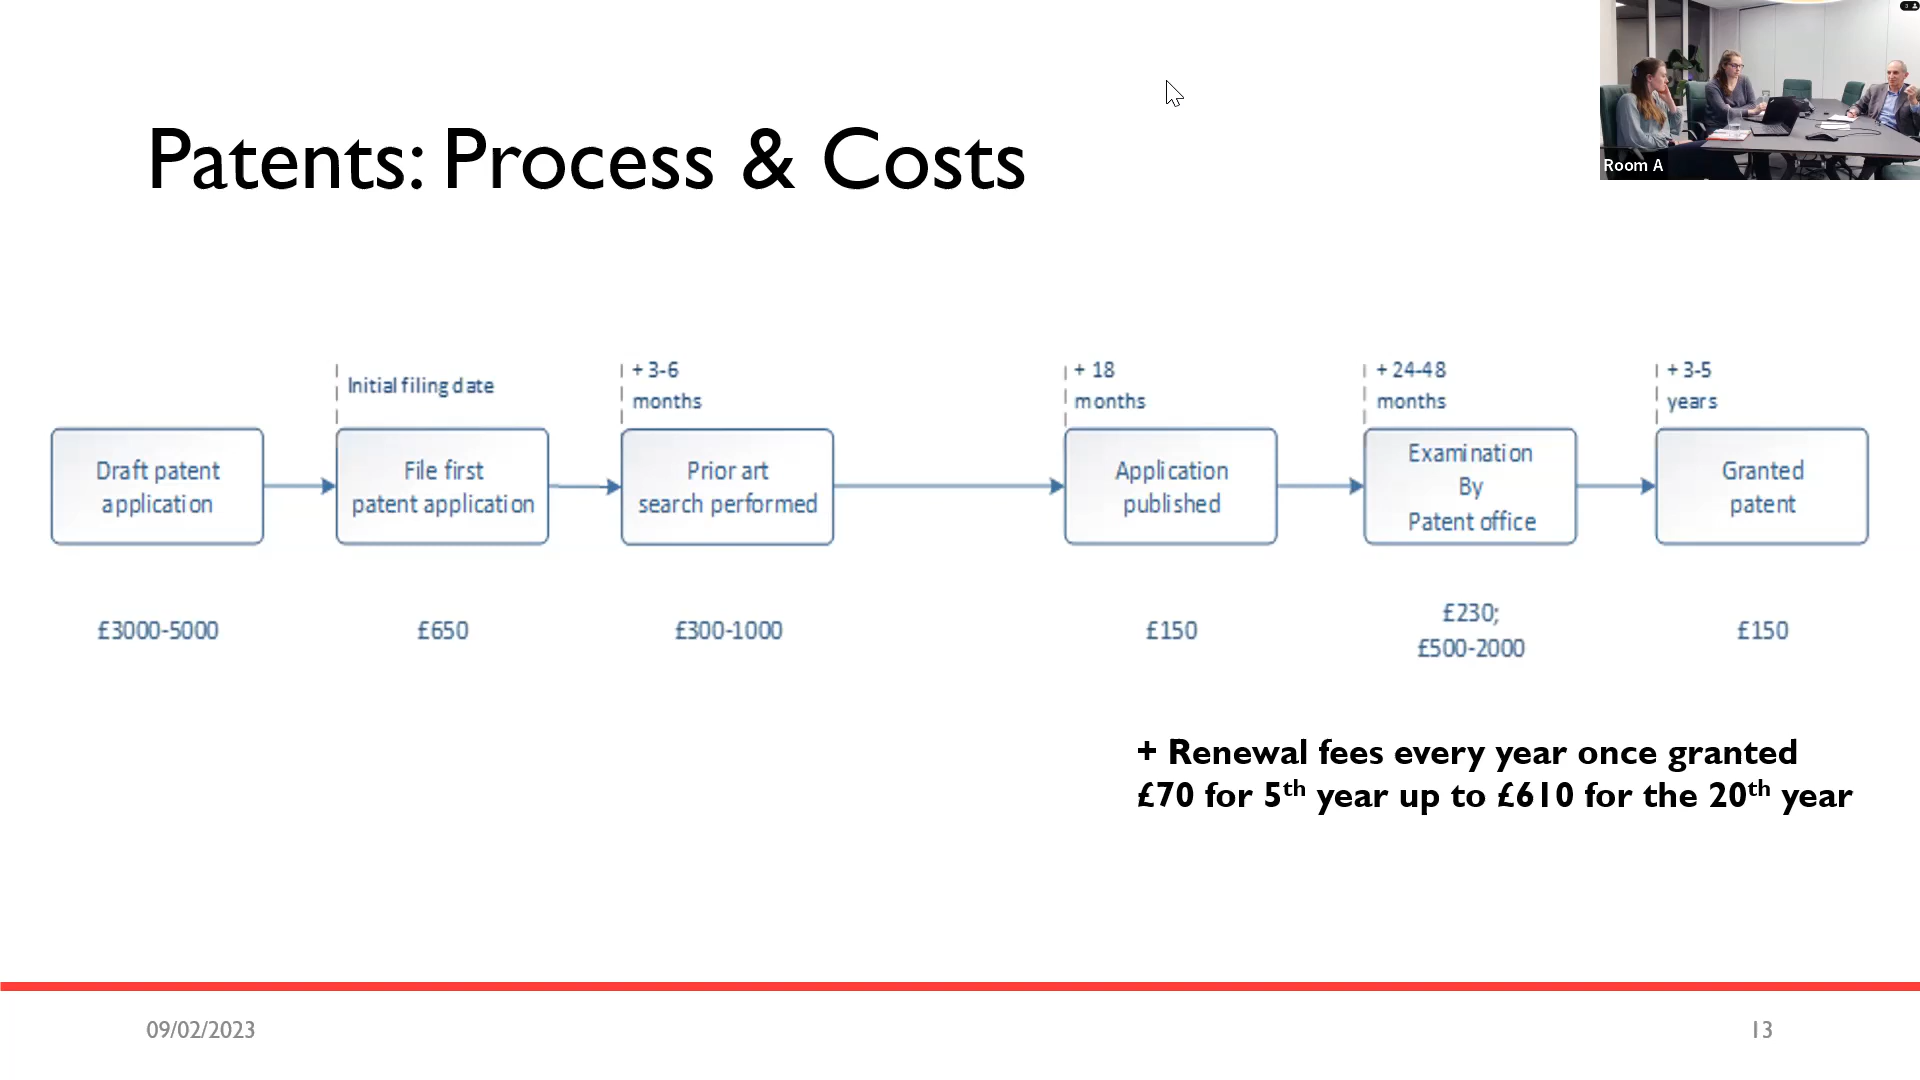 3
Room A
Patents: Process & Costs
Initial filing date
+ 3-6
months
+ 18
months
+ 24-48
months
+ 3-5
years
Draft patent
application
File first
patent application
Prior art
search performed
Application
published
Examination
By
Patent office
Granted
patent
£3000-5000
£650
£300-1000
£150
£230;
£500-2000
£150
+ Renewal fees every year once granted
£70 for 5th year up to £610 for the 20th year
09/02/2023
13